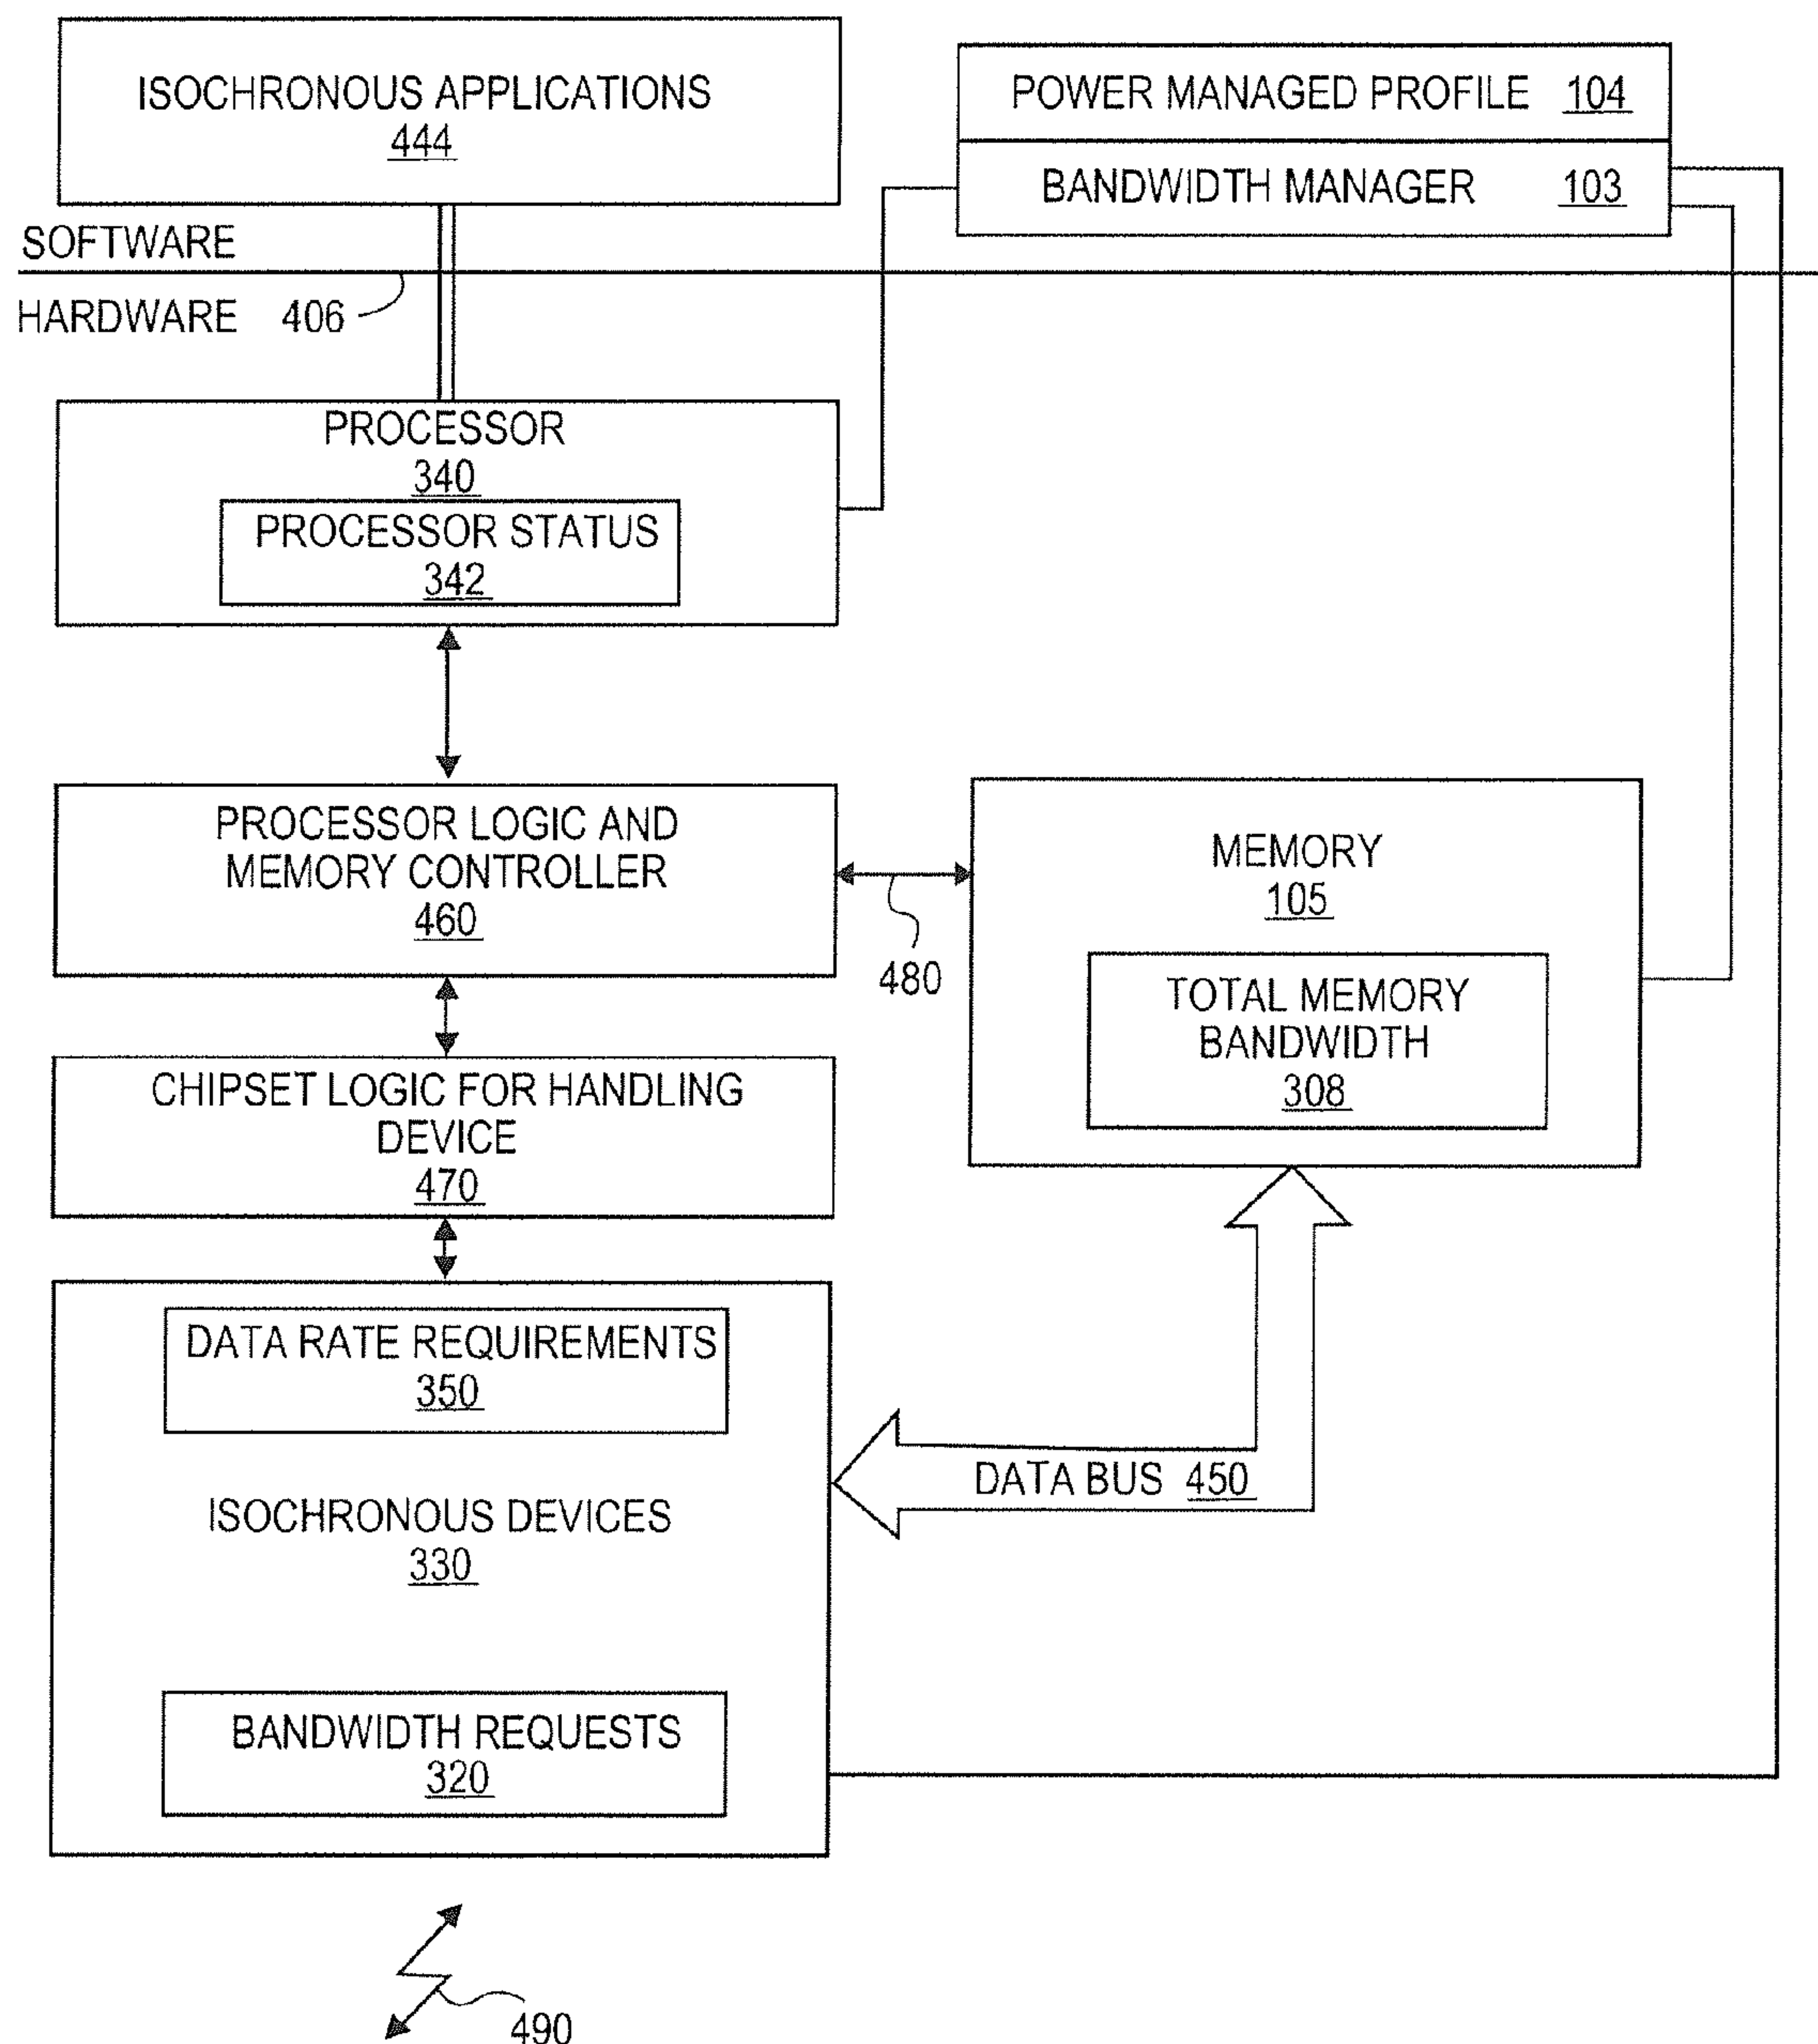 ISOCHRONOUS APPLICATIONS
444
POWER MANAGED PROFILE 104
BANDWIDTH MANAGER 103
SOFTWARE
HARDWARE 406
PROCESSOR
340
PROCESSOR STATUS
342
PROCESSOR LOGIC AND
MEMORY CONTROLLER
460
480
MEMORY
105
TOTAL MEMORY
BANDWIDTH
308
CHIPSET LOGIC FOR HANDLING
DEVICE
470
DATA RATE REQUIREMENTS
350
ISOCHRONOUS DEVICES
330
DATA BUS 450
BANDWIDTH REQUESTS
320
490